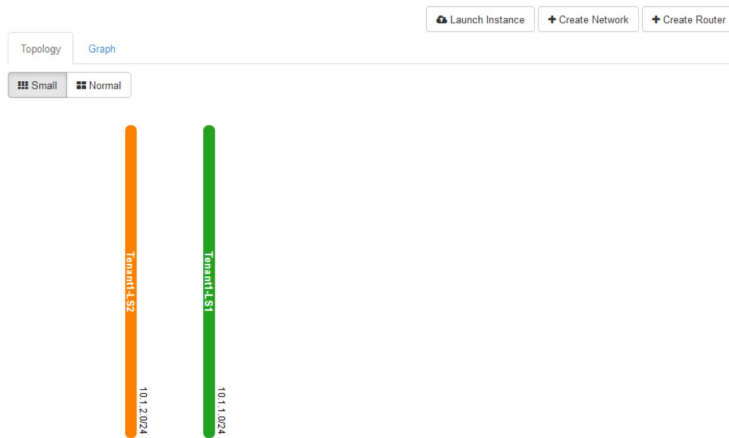 Launch Instance
Create Network
Create Router
Topology
Graph
Small
Normal
Tenant1-LS2
10.1.2.0/24
Tenant1-LS1
10.1.1.0/24